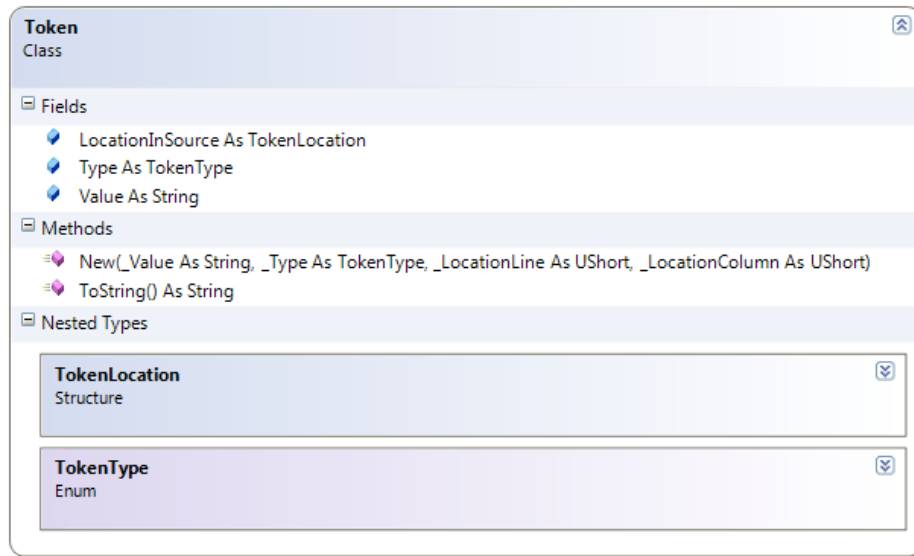 Token
Class
Fields
LocationInSource As TokenLocation
Type As TokenType
Value As String
Methods
New(_Value As String, _Type As TokenType, _LocationLine As UShort, _LocationColumn As UShort)
ToString() As String
Nested Types
TokenLocation
Structure
TokenType
Enum